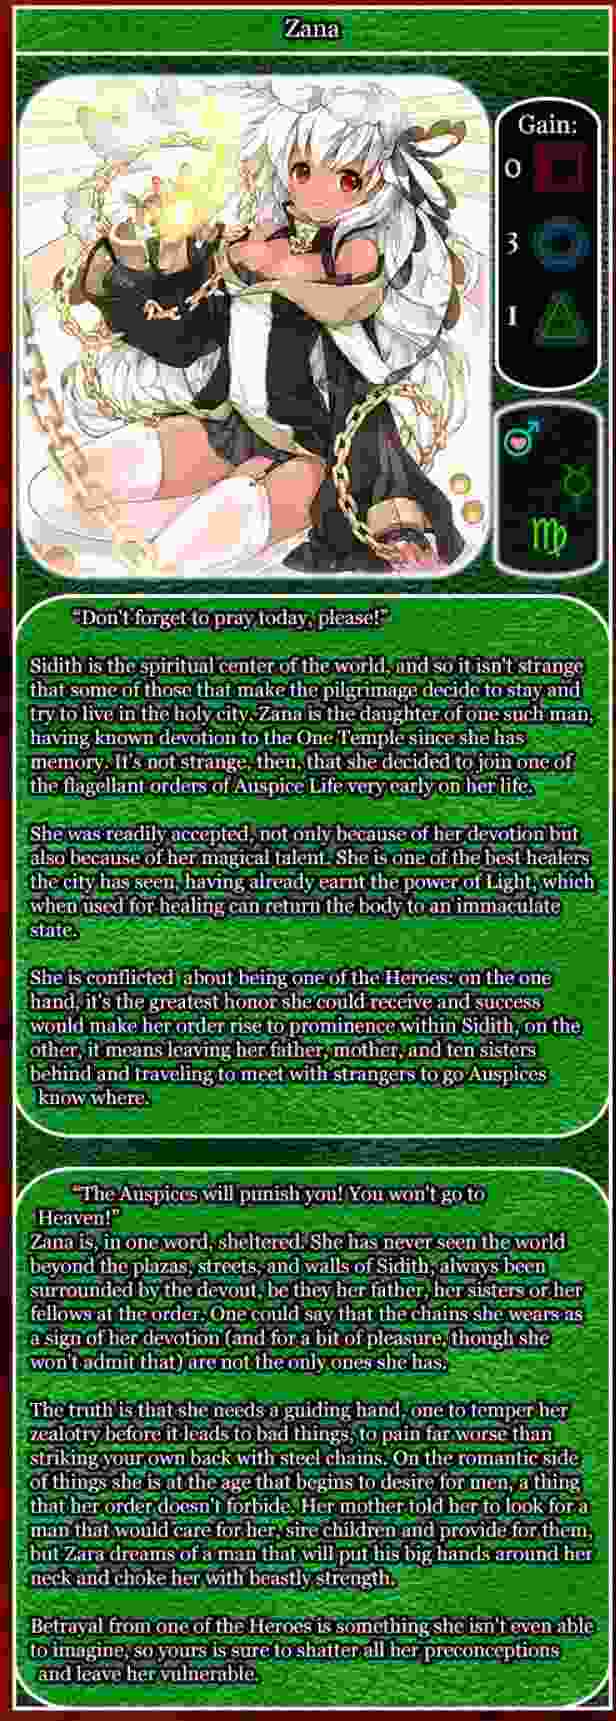 Zana
Gain:
0
3
1
“Don't forget to pray today, please!”
Sidith is the spiritual center of the world, and so it isn't strange
that some of those that make the pilgrimage decide to stay and
try to live in the holy city. Zana is the daughter of one such man,
having known devotion to the One Temple since she has
memory. It's not strange, then, that she decided to join one of
the flagellant orders of Auspice Life very early on her life.
She was readily accepted, not only because of her devotion but
also because of her magical talent. She is one of the best healers
the city has seen, having already earnt the power of Light, which
when used for healing can return the body to an immaculate
state.
She is conflicted about being one of the Heroes: on the one
hand, it's the greatest honor she could receive and success
would make her order rise to prominence within Sidith, on the
other, it means leaving her father, mother, and ten sisters
behind and traveling to meet with strangers to go Auspices
know where.
“The Auspices will punish you! You won't go to
Heaven!”
Zana is, in one word, sheltered. She has never seen the world
beyond the plazas, streets, and walls of Sidith, always been
surrounded by the devout, be they her father, her sisters or her
fellows at the order. One could say that the chains she wears as
a sign of her devotion (and for a bit of pleasure, though she
won't admit that) are not the only ones she has.
The truth is that she needs a guiding hand, one to temper her
zealotry before it leads to bad things, to pain far worse than
striking your own back with steel chains. On the romantic side
of things she is at the age that begins to desire for men, a thing
that her order doesn't forbide. Her mother told her to look for a
man that would care for her, sire children and provide for them,
but Zara dreams of a man that will put his big hands around her
neck and choke her with beastly strength.
Betrayal from one of the Heroes is something she isn't even able
to imagine, so yours is sure to shatter all her preconceptions
and leave her vulnerable.